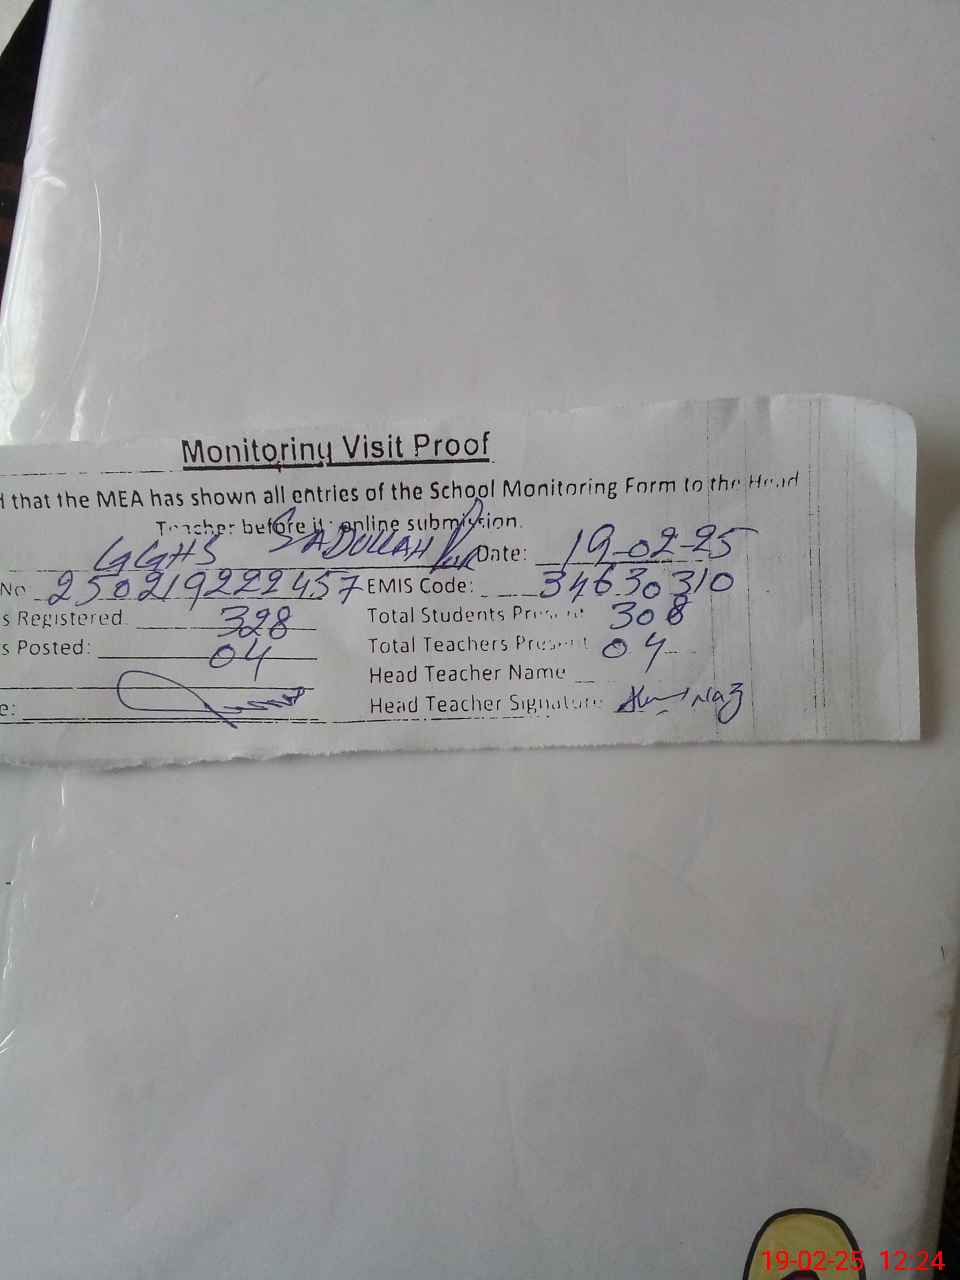 Monitoring Visit Proof
that the MEA has shown all entries of the School Monitoring Form to the Head
Teacher before it online submission.
GGHS SADULLAH PUR Date: 19-02-25
No 250219222457 EMIS Code: 34630310
s Registered 328 Total Students Present 308
s Posted: 04 Total Teachers Present 04
Head Teacher Name
e: Head Teacher Signature: Naz
19-02-25 12:24